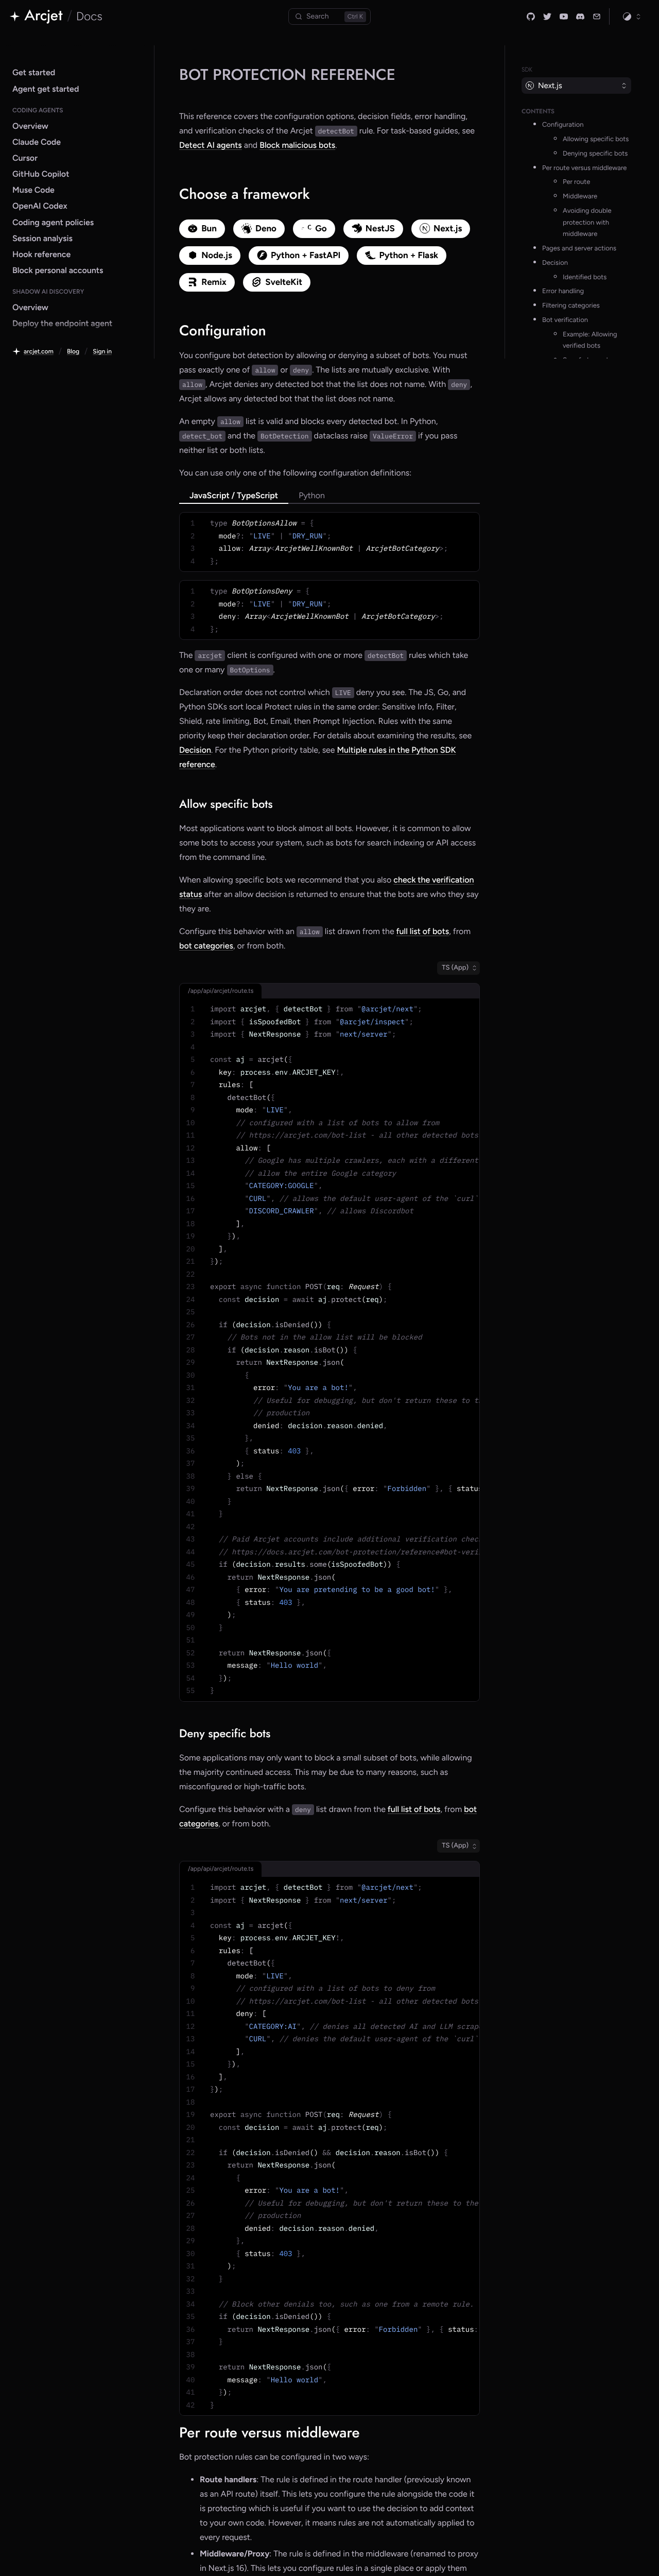 Arcjet / Docs
Search Ctrl K
Get started
Agent get started
CODING AGENTS
Overview
Claude Code
Cursor
GitHub Copilot
Muse Code
OpenAI Codex
Coding agent policies
Session analysis
Hook reference
Block personal accounts
SHADOW AI DISCOVERY
Overview
Deploy the endpoint agent
arcjet.com / Blog / Sign in
BOT PROTECTION REFERENCE
This reference covers the configuration options, decision fields, error handling,
and verification checks of the Arcjet detectBot rule. For task-based guides, see
Detect AI agents and Block malicious bots.
Choose a framework
Bun Deno Go NestJS Next.js
Node.js Python + FastAPI Python + Flask
Remix SvelteKit
Configuration
You configure bot detection by allowing or denying a subset of bots. You must
pass exactly one of allow or deny. The lists are mutually exclusive. With
allow, Arcjet denies any detected bot that the list does not name. With deny,
Arcjet allows any detected bot that the list does not name.
An empty allow list is valid and blocks every detected bot. In Python,
detect_bot and the BotDetection dataclass raise ValueError if you pass
neither list or both lists.
You can use only one of the following configuration definitions:
JavaScript / TypeScript Python
1 type BotOptionsAllow = {
2 mode?: "LIVE" | "DRY_RUN";
3 allow: Array<ArcjetWellKnownBot | ArcjetBotCategory>;
4 };
1 type BotOptionsDeny = {
2 mode?: "LIVE" | "DRY_RUN";
3 deny: Array<ArcjetWellKnownBot | ArcjetBotCategory>;
4 };
The arcjet client is configured with one or more detectBot rules which take
one or many BotOptions.
Declaration order does not control which LIVE deny you see. The JS, Go, and
Python SDKs sort local Protect rules in the same order: Sensitive Info, Filter,
Shield, rate limiting, Bot, Email, then Prompt Injection. Rules with the same
priority keep their declaration order. For details about examining the results, see
Decision. For the Python priority table, see Multiple rules in the Python SDK
reference.
Allow specific bots
Most applications want to block almost all bots. However, it is common to allow
some bots to access your system, such as bots for search indexing or API access
from the command line.
When allowing specific bots we recommend that you also check the verification
status after an allow decision is returned to ensure that the bots are who they say
they are.
Configure this behavior with an allow list drawn from the full list of bots, from
bot categories, or from both.
TS (App)
/app/api/arcjet/route.ts
1 import arcjet, { detectBot } from "@arcjet/next";
2 import { isSpoofedBot } from "@arcjet/inspect";
3 import { NextResponse } from "next/server";
4
5 const aj = arcjet({
6 key: process.env.ARCJET_KEY!,
7 rules: [
8 detectBot({
9 mode: "LIVE",
10 // configured with a list of bots to allow from
11 // https://arcjet.com/bot-list - all other detected bots
12 allow: [
13 // Google has multiple crawlers, each with a different
14 // allow the entire Google category
15 "CATEGORY:GOOGLE",
16 "CURL", // allows the default user-agent of the `curl`
17 "DISCORD_CRAWLER", // allows Discordbot
18 ],
19 }),
20 ],
21 });
22
23 export async function POST(req: Request) {
24 const decision = await aj.protect(req);
25
26 if (decision.isDenied()) {
27 // Bots not in the allow list will be blocked
28 if (decision.reason.isBot()) {
29 return NextResponse.json(
30 {
31 error: "You are a bot!",
32 // Useful for debugging, but don't return these to t
33 // production
34 denied: decision.reason.denied,
35 },
36 { status: 403 },
37 );
38 } else {
39 return NextResponse.json({ error: "Forbidden" }, { status
40 }
41 }
42
43 // Paid Arcjet accounts include additional verification chec
44 // https://docs.arcjet.com/bot-protection/reference#bot-veri
45 if (decision.results.some(isSpoofedBot)) {
46 return NextResponse.json(
47 { error: "You are pretending to be a good bot!" },
48 { status: 403 },
49 );
50 }
51
52 return NextResponse.json({
53 message: "Hello world",
54 });
55 }
Deny specific bots
Some applications may only want to block a small subset of bots, while allowing
the majority continued access. This may be due to many reasons, such as
misconfigured or high-traffic bots.
Configure this behavior with a deny list drawn from the full list of bots, from bot
categories, or from both.
TS (App)
/app/api/arcjet/route.ts
1 import arcjet, { detectBot } from "@arcjet/next";
2 import { NextResponse } from "next/server";
3
4 const aj = arcjet({
5 key: process.env.ARCJET_KEY!,
6 rules: [
7 detectBot({
8 mode: "LIVE",
9 // configured with a list of bots to deny from
10 // https://arcjet.com/bot-list - all other detected bots
11 deny: [
12 "CATEGORY:AI", // denies all detected AI and LLM scrap
13 "CURL", // denies the default user-agent of the `curl`
14 ],
15 }),
16 ],
17 });
18
19 export async function POST(req: Request) {
20 const decision = await aj.protect(req);
21
22 if (decision.isDenied() && decision.reason.isBot()) {
23 return NextResponse.json(
24 {
25 error: "You are a bot!",
26 // Useful for debugging, but don't return these to the
27 // production
28 denied: decision.reason.denied,
29 },
30 { status: 403 },
31 );
32 }
33
34 // Block other denials too, such as one from a remote rule.
35 if (decision.isDenied()) {
36 return NextResponse.json({ error: "Forbidden" }, { status:
37 }
38
39 return NextResponse.json({
40 message: "Hello world",
41 });
42 }
Per route versus middleware
Bot protection rules can be configured in two ways:
• Route handlers: The rule is defined in the route handler (previously known
as an API route) itself. This lets you configure the rule alongside the code it
is protecting which is useful if you want to use the decision to add context
to your own code. However, it means rules are not automatically applied to
every request.
• Middleware/Proxy: The rule is defined in the middleware (renamed to proxy
in Next.js 16). This lets you configure rules in a single place or apply them
SDK
Next.js
CONTENTS
Configuration
Allowing specific bots
Denying specific bots
Per route versus middleware
Per route
Middleware
Avoiding double
protection with
middleware
Pages and server actions
Decision
Identified bots
Error handling
Filtering categories
Bot verification
Example: Allowing
verified bots